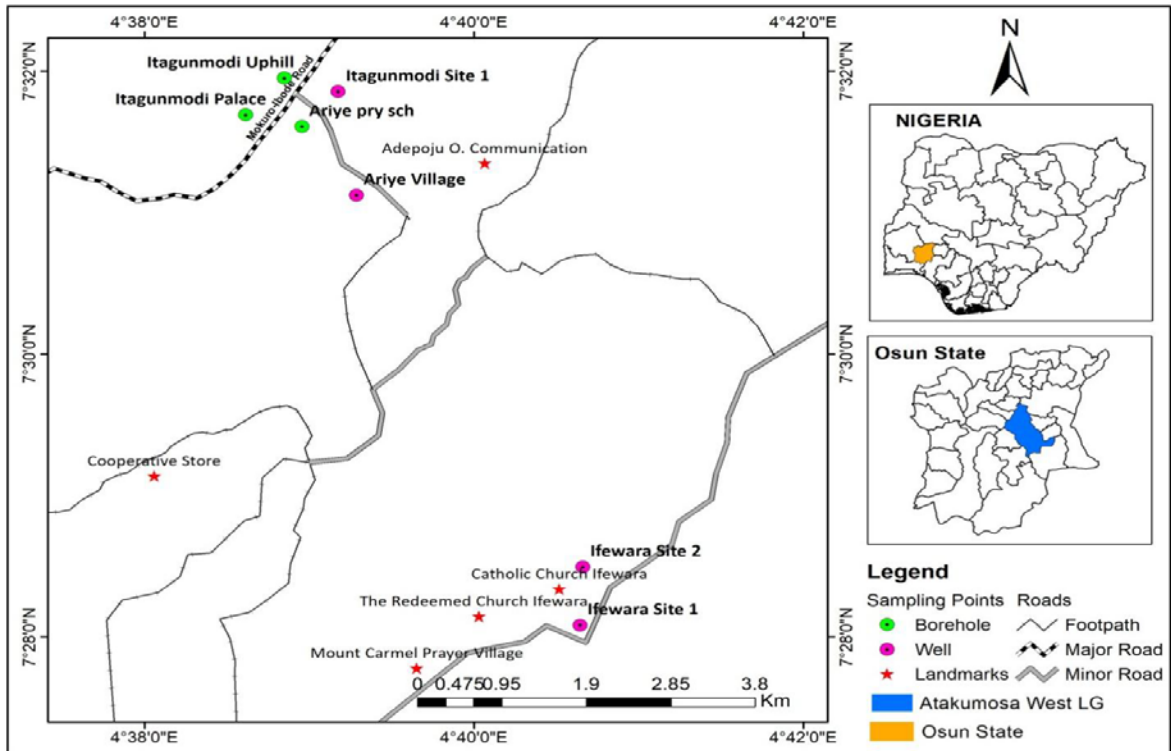 4°38'0"E 4°40'0"E 4°42'0"E
N
Itagunmodi Uphill
7°32'0"N
7°32'0"N
Itagunmodi Site 1
Itagunmodi Palace
Mokuro-Ibode Road
Ariye pry sch
Adepoju O. Communication
Ariye Village
7°30'0"N
7°30'0"N
Cooperative Store
Ifewara Site 2
Catholic Church Ifewara
The Redeemed Church Ifewara
Ifewara Site 1
7°28'0"N
7°28'0"N
Mount Carmel Prayer Village
0 0.475 0.95 1.9 2.85 3.8
Km
4°38'0"E 4°40'0"E 4°42'0"E
NIGERIA
Osun State
Legend
Sampling Points Roads
Borehole Footpath
Well Major Road
Landmarks Minor Road
Atakumosa West LG
Osun State